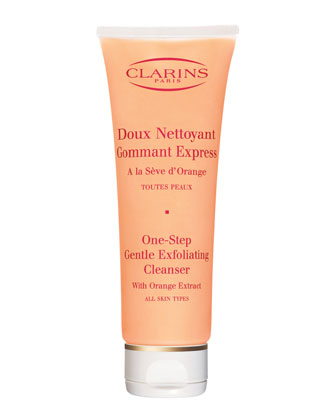 CLARINS
PARIS
Doux Nettoyant
Gommant Express
A la Sève d'Orange
TOUTES PEAUX
One-Step
Gentle Exfoliating
Cleanser
With Orange Extract
ALL SKIN TYPES